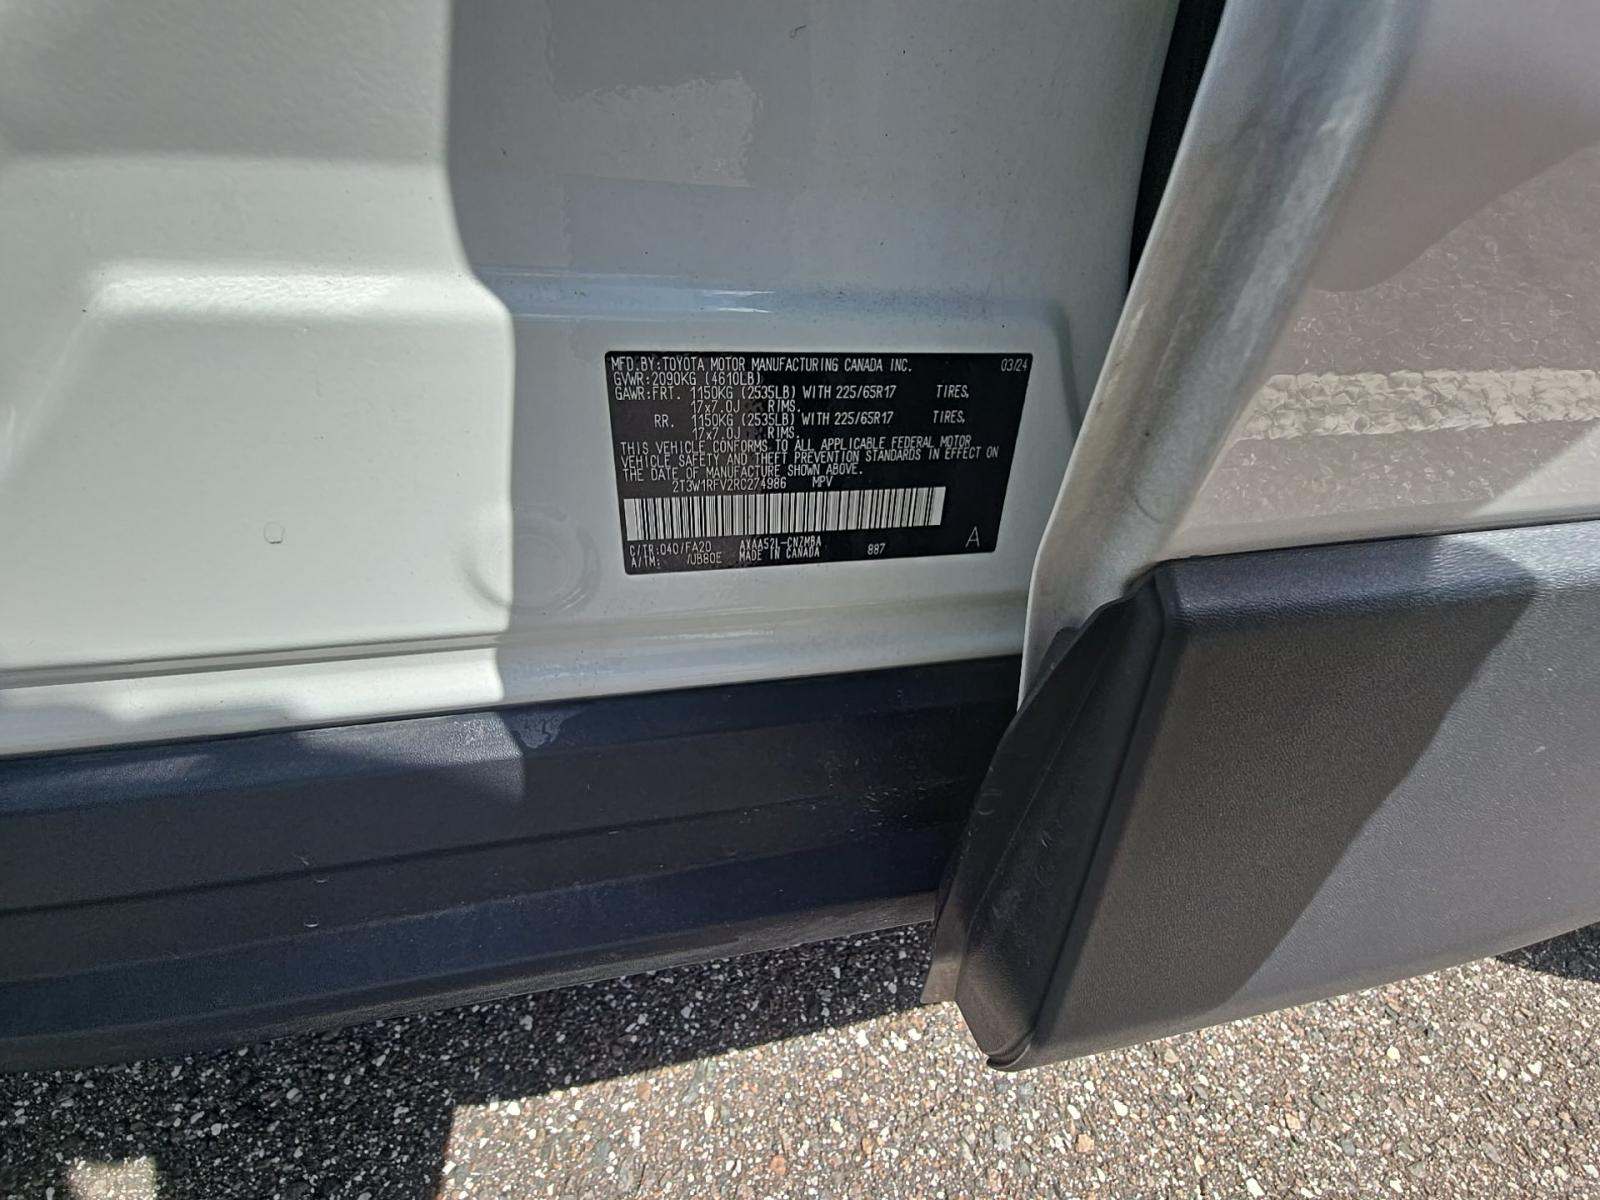 MFD.BY:TOYOTA MOTOR MANUFACTURING CANADA INC. 03/24
GVWR:2090KG (4610LB)
GAWR:FRT. 1150KG (2535LB) WITH 225/65R17 TIRES,
17x7.0J RIMS.
RR. 1150KG (2535LB) WITH 225/65R17 TIRES,
17x7.0J RIMS.
THIS VEHICLE CONFORMS TO ALL APPLICABLE FEDERAL MOTOR
VEHICLE SAFETY AND THEFT PREVENTION STANDARDS IN EFFECT ON
THE DATE OF MANUFACTURE SHOWN ABOVE.
2T3W1RFV2RC274986 MPV
C/TR:040/FA20 AXAA52L-CNZMBA
A/TM: /UB80E MADE IN CANADA 887 A